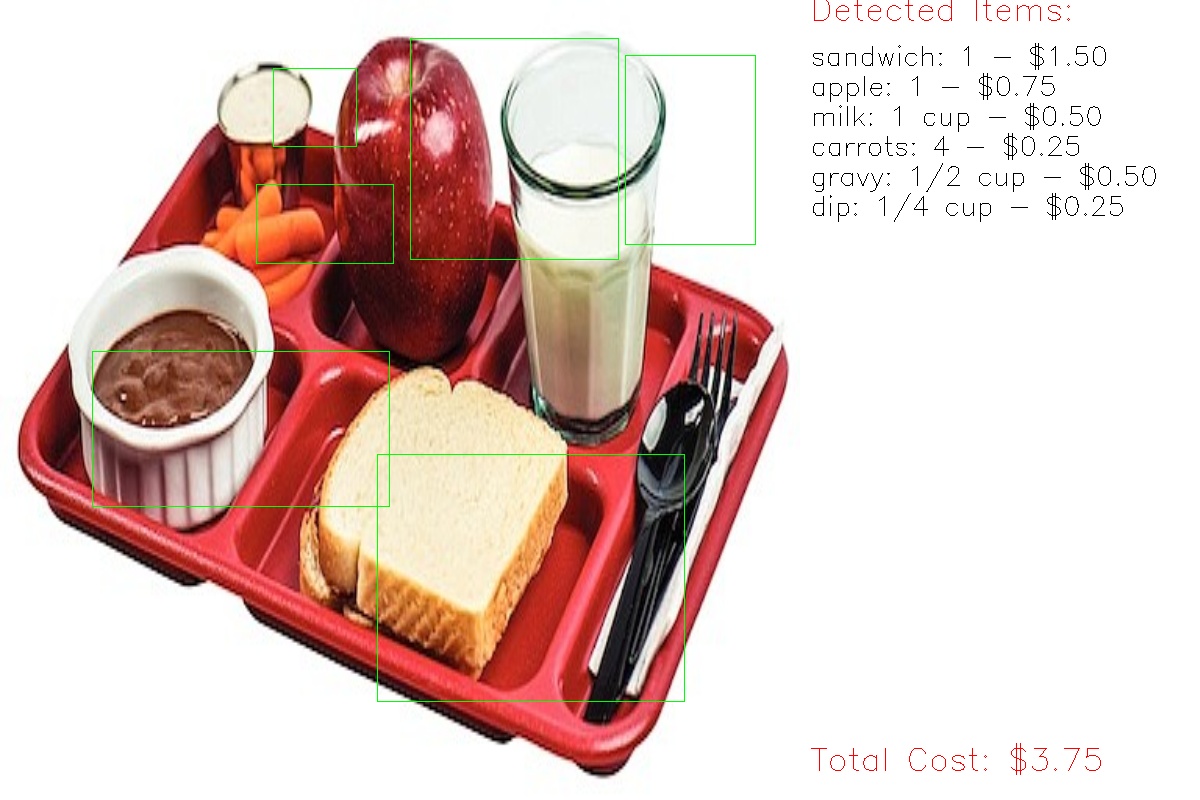 Detected Items:
sandwich: 1 - $1.50
apple: 1 - $0.75
milk: 1 cup - $0.50
carrots: 4 - $0.25
gravy: 1/2 cup - $0.50
dip: 1/4 cup - $0.25
Total Cost: $3.75